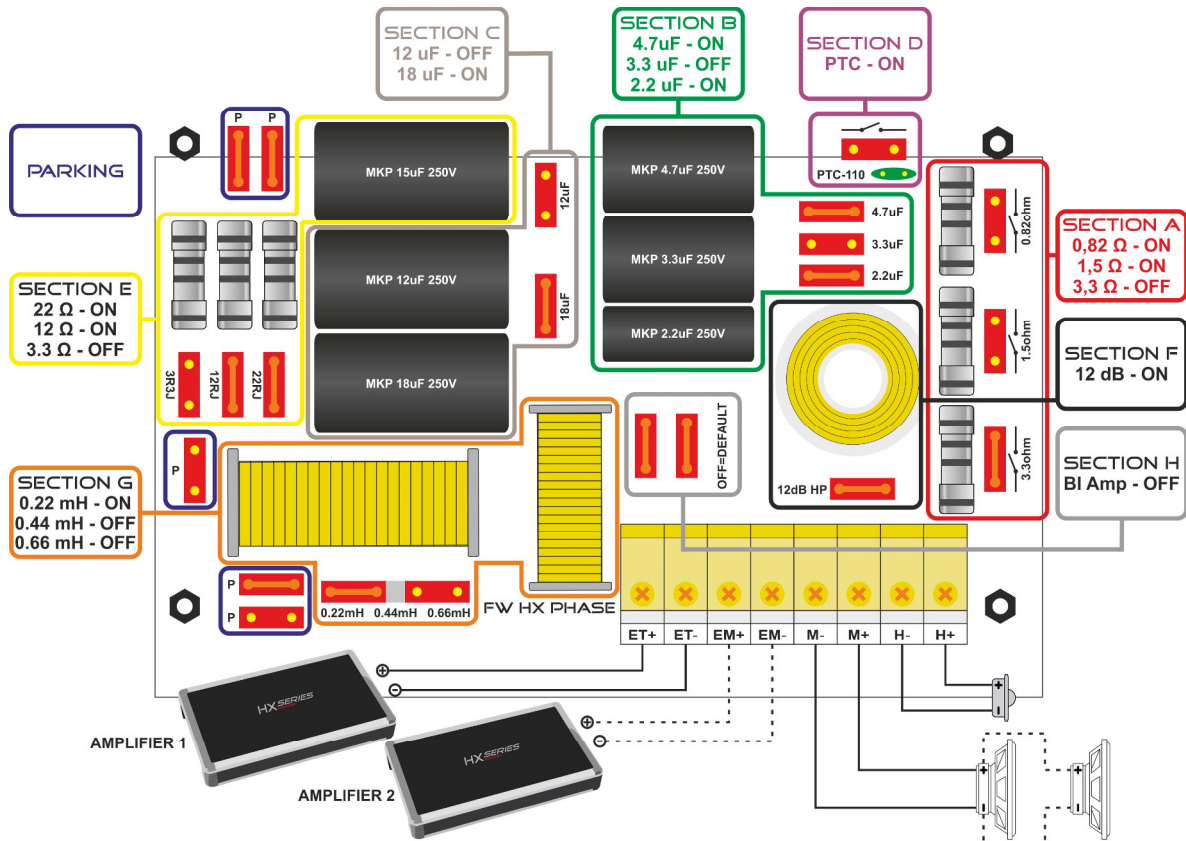 SECTION C
12 uF - OFF
18 uF - ON
SECTION B
4.7uF - ON
3.3 uF - OFF
2.2 uF - ON
SECTION D
PTC - ON
PARKING
P P
MKP 15uF 250V
12uF
MKP 4.7uF 250V
PTC-110
0.82ohm
4.7uF
3.3uF
2.2uF
SECTION A
0,82 Ω - ON
1,5 Ω - ON
3,3 Ω - OFF
MKP 12uF 250V
18uF
MKP 3.3uF 250V
SECTION E
22 Ω - ON
12 Ω - ON
3.3 Ω - OFF
MKP 2.2uF 250V
1.5ohm
3R3J
12RJ
22RJ
MKP 18uF 250V
SECTION F
12 dB - ON
OFF=DEFAULT
P
SECTION G
0.22 mH - ON
0.44 mH - OFF
0.66 mH - OFF
12dB HP
3.3ohm
SECTION H
BI Amp - OFF
P
P
0.22mH 0.44mH 0.66mH
FW HX PHASE
ET+ ET- EM+ EM- M- M+ H- H+
+
-
HX SERIES
AMPLIFIER 1
+
-
HX SERIES
AMPLIFIER 2
+
-
+ +
- -